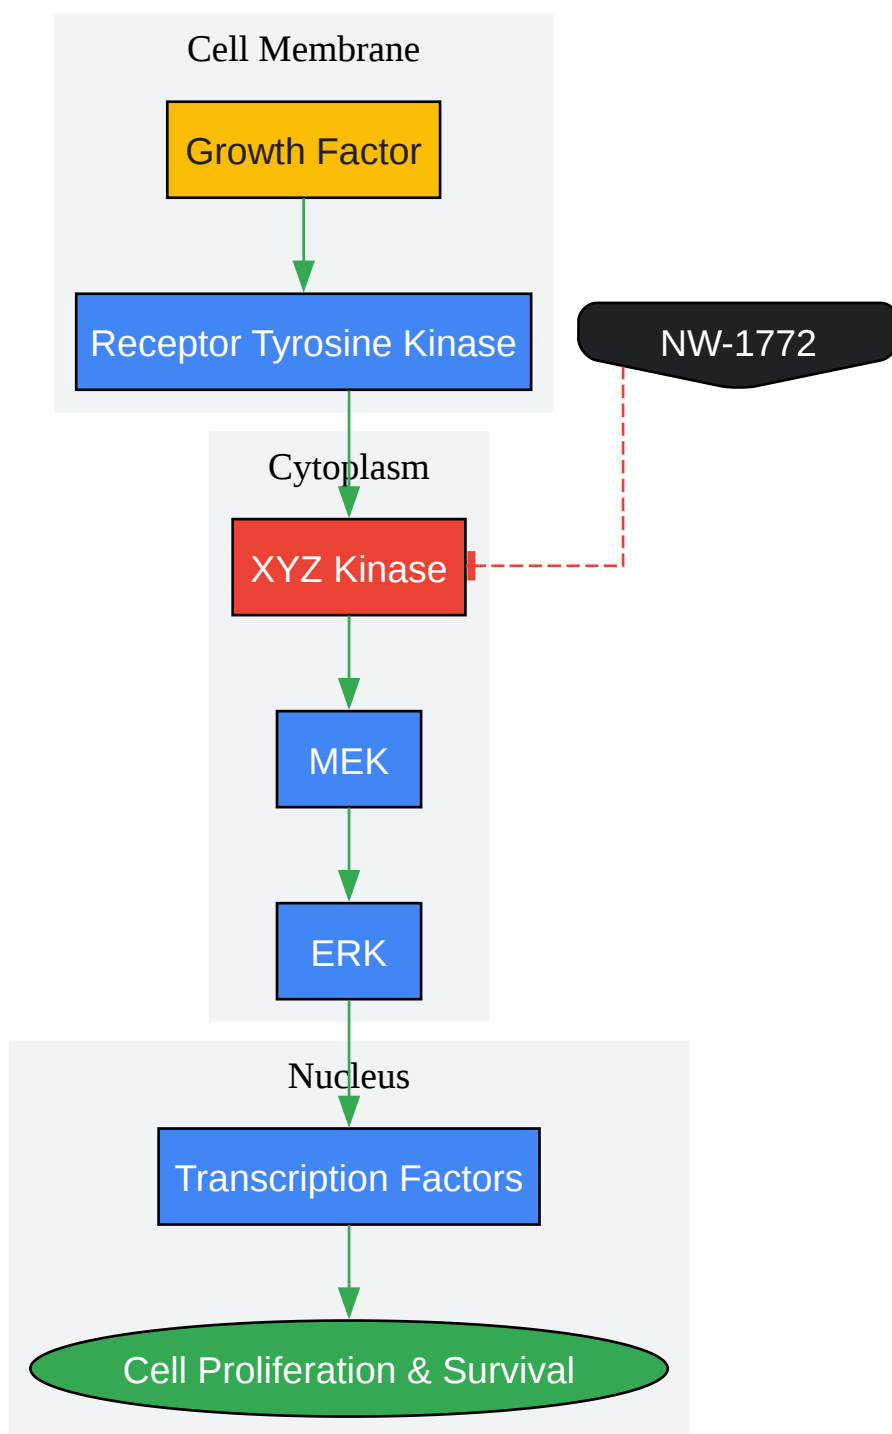 Cell Membrane
Growth Factor
Receptor Tyrosine Kinase
NW-1772
Cytoplasm
XYZ Kinase
MEK
ERK
Nucleus
Transcription Factors
Cell Proliferation & Survival